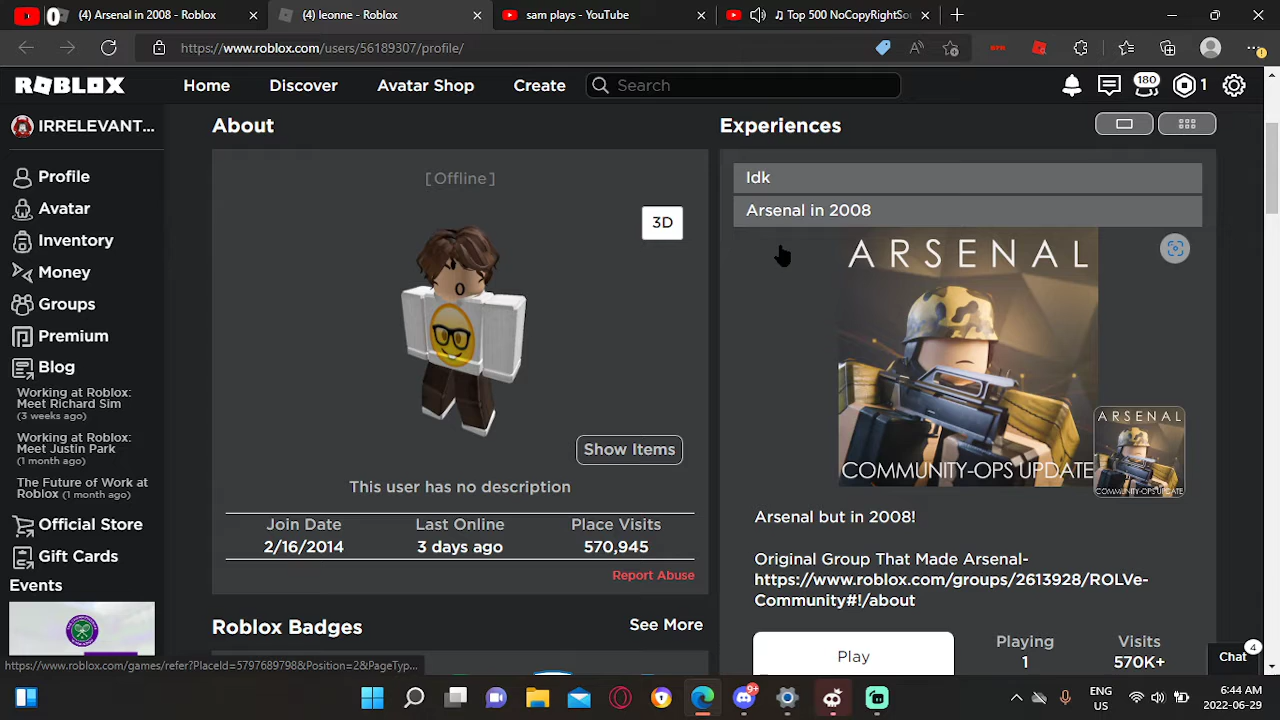 0 (4) Arsenal in 2008 - Roblox
(4) leonne - Roblox
sam plays - YouTube
♫ Top 500 NoCopyRightSou
https://www.roblox.com/users/56189307/profile/
ROBLOX Home Discover Avatar Shop Create Search 180 1
IRRELEVANT...
Profile
Avatar
Inventory
Money
Groups
Premium
Blog
Working at Roblox:
Meet Richard Sim
(3 weeks ago)
Working at Roblox:
Meet Justin Park
(1 month ago)
The Future of Work at
Roblox (1 month ago)
Official Store
Gift Cards
Events
About
[ Offline ]
3D
Show Items
This user has no description
Join Date Last Online Place Visits
2/16/2014 3 days ago 570,945
Report Abuse
Roblox Badges See More
Experiences
Idk
Arsenal in 2008
ARSENAL
COMMUNITY-OPS UPDATE
ARSENAL
COMMUNITY-OPS UPDATE
Arsenal but in 2008!
Original Group That Made Arsenal-
https://www.roblox.com/groups/2613928/ROLVe-
Community#!/about
Play
Playing Visits
1 570K+
Chat 4
https://www.roblox.com/games/refer?PlaceId=5797689798&Position=2&PageTyp...
9+
ENG
US
6:44 AM
2022-06-29